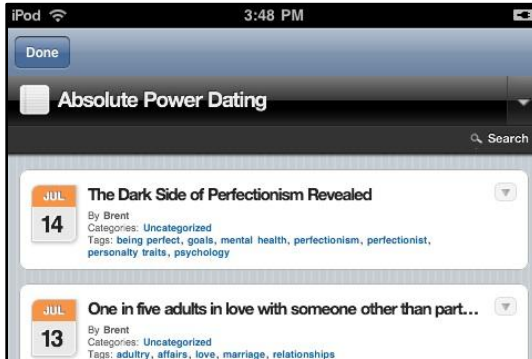 iPod 3:48 PM
Done
Absolute Power Dating
Search
JUL
14
The Dark Side of Perfectionism Revealed
By Brent
Categories: Uncategorized
Tags: being perfect, goals, mental health, perfectionism, perfectionist,
personalty traits, psychology
JUL
13
One in five adults in love with someone other than part...
By Brent
Categories: Uncategorized
Tags: adultry, affairs, love, marriage, relationships